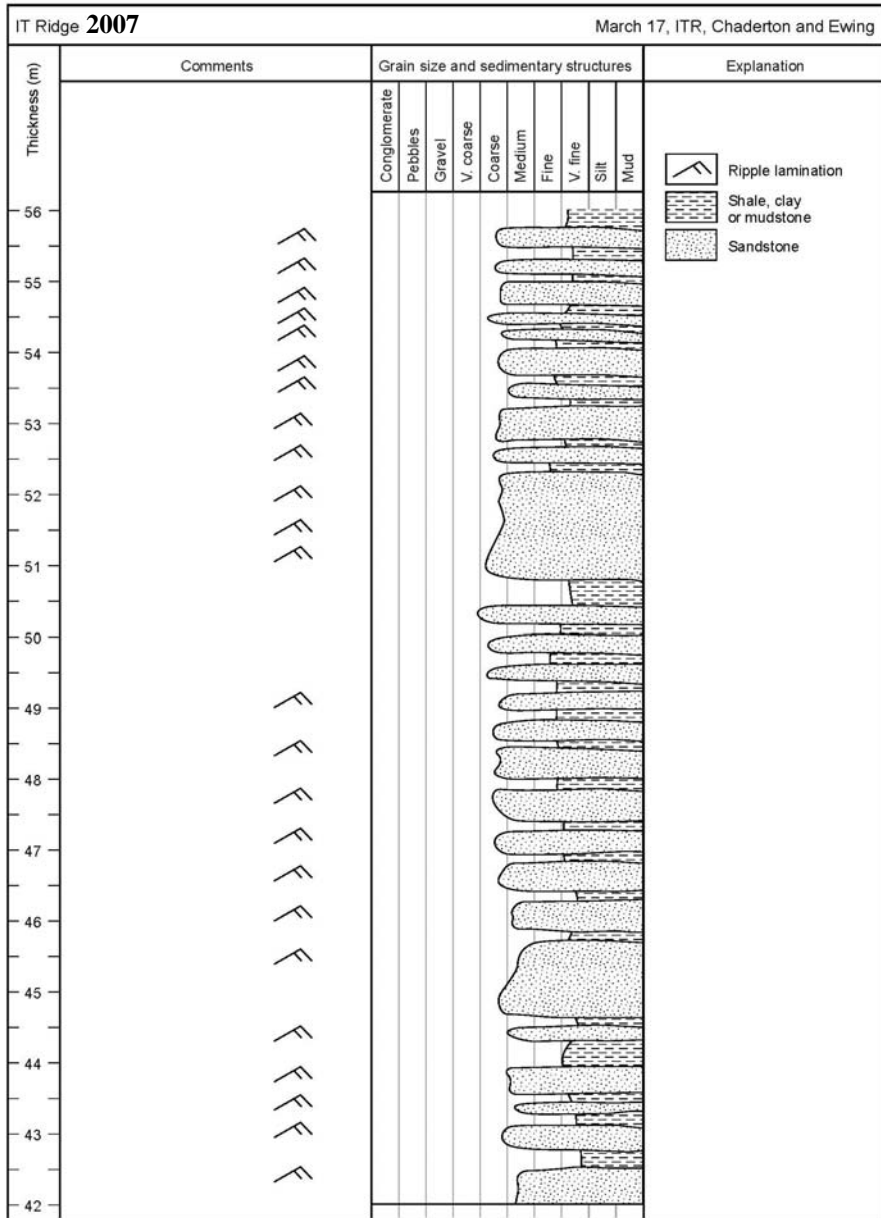 IT Ridge 2007
March 17, ITR, Chaderton and Ewing
Thickness (m)
Comments
Grain size and sedimentary structures
Explanation
Conglomerate
Pebbles
Gravel
V. coarse
Coarse
Medium
Fine
V. fine
Silt
Mud
Ripple lamination
Shale, clay
or mudstone
Sandstone
56
55
54
53
52
51
50
49
48
47
46
45
44
43
42